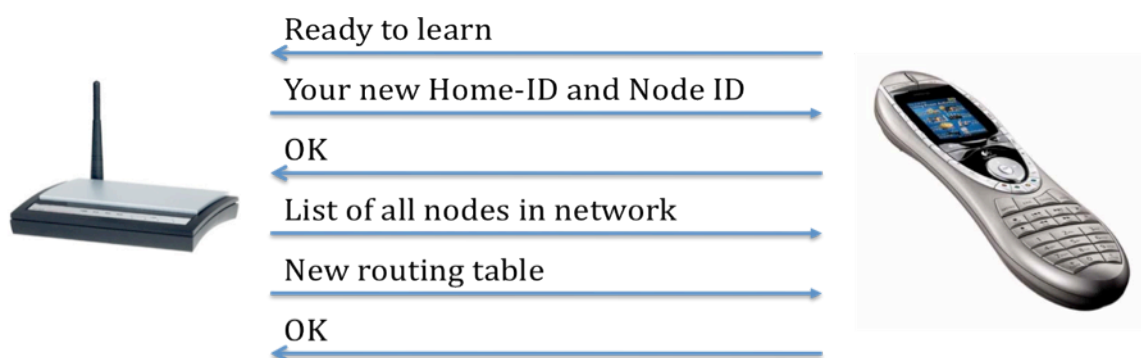 Ready to learn
Your new Home-ID and Node ID
OK
List of all nodes in network
New routing table
OK